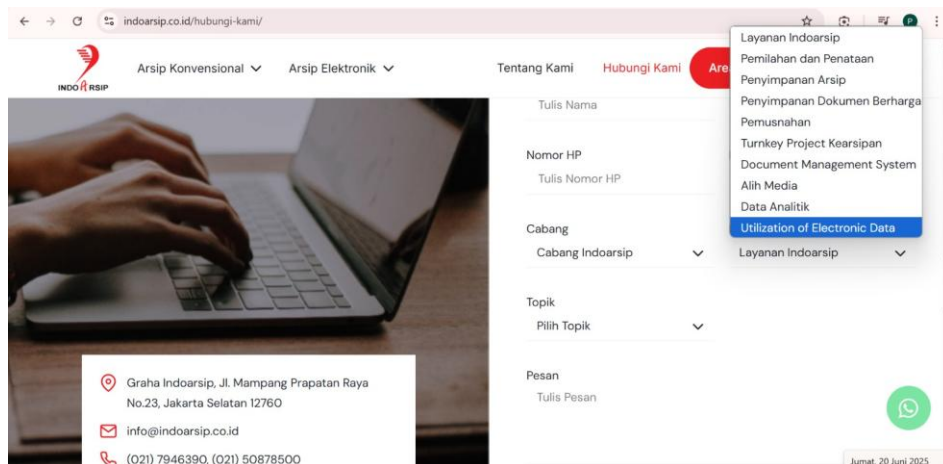 indoarsip.co.id/hubungi-kami/
P
INDOARSIP
Arsip Konvensional
Arsip Elektronik
Tentang Kami
Hubungi Kami
Layanan Indoarsip
Pemilahan dan Penataan
Penyimpanan Arsip
Penyimpanan Dokumen Berharga
Pemusnahan
Turnkey Project Kearsipan
Document Management System
Alih Media
Data Analitik
Utilization of Electronic Data
Tulis Nama
Nomor HP
Tulis Nomor HP
Cabang
Cabang Indoarsip
Layanan Indoarsip
Topik
Pilih Topik
Pesan
Tulis Pesan
Graha Indoarsip, Jl. Mampang Prapatan Raya
No.23, Jakarta Selatan 12760
info@indoarsip.co.id
(021) 7946390, (021) 50878500
Jumat, 20 Juni 2025